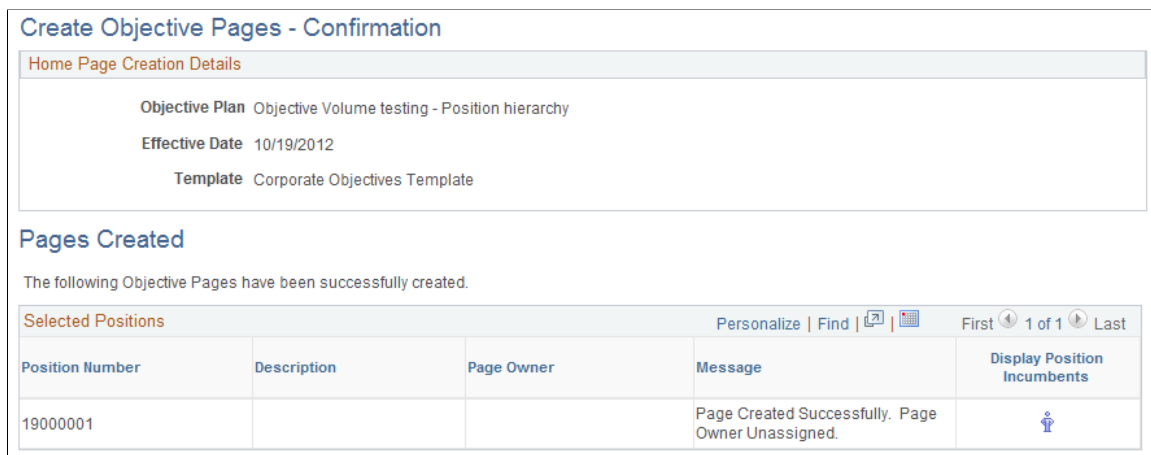 Create Objective Pages - Confirmation
Home Page Creation Details
Objective Plan Objective Volume testing - Position hierarchy
Effective Date 10/19/2012
Template Corporate Objectives Template
Pages Created
The following Objective Pages have been successfully created.
Selected Positions Personalize | Find | | First 1 of 1 Last
Position Number Description Page Owner Message Display Position Incumbents
19000001 Page Created Successfully. Page
Owner Unassigned.